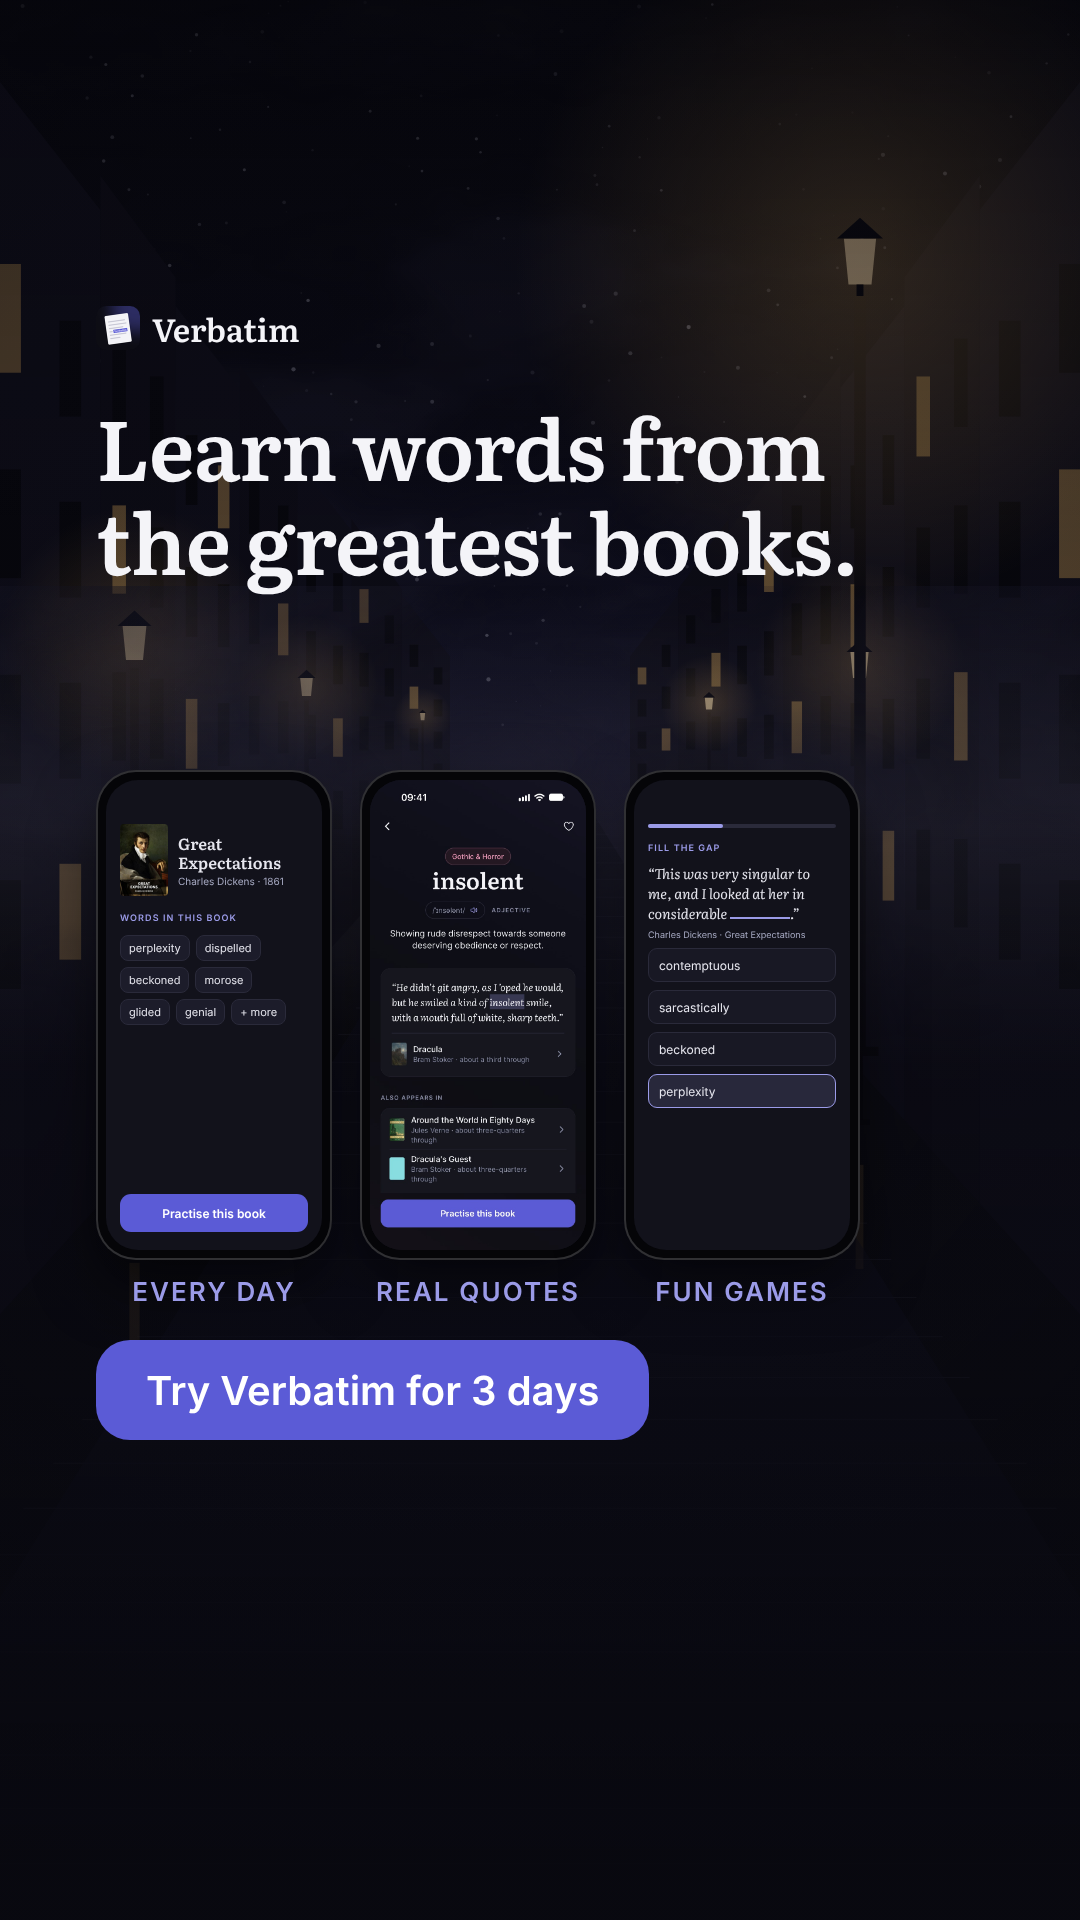 Verbatim
Learn words from
the greatest books.
Great
Expectations
Charles Dickens · 1861
WORDS IN THIS BOOK
perplexity
dispelled
beckoned
morose
glided
genial
+ more
Practise this book
EVERY DAY
09:41
Gothic & Horror
insolent
/ˈɪnsələnt/
ADJECTIVE
Showing rude disrespect towards someone
deserving obedience or respect.
“He didn't git angry, as I 'oped he would,
but he smiled a kind of insolent smile,
with a mouth full of white, sharp teeth.”
Dracula
Bram Stoker · about a third through
ALSO APPEARS IN
Around the World in Eighty Days
Jules Verne · about three-quarters
through
Dracula's Guest
Bram Stoker · about three-quarters
through
Practise this book
REAL QUOTES
FILL THE GAP
“This was very singular to
me, and I looked at her in
considerable ________.”
Charles Dickens · Great Expectations
contemptuous
sarcastically
beckoned
perplexity
FUN GAMES
Try Verbatim for 3 days